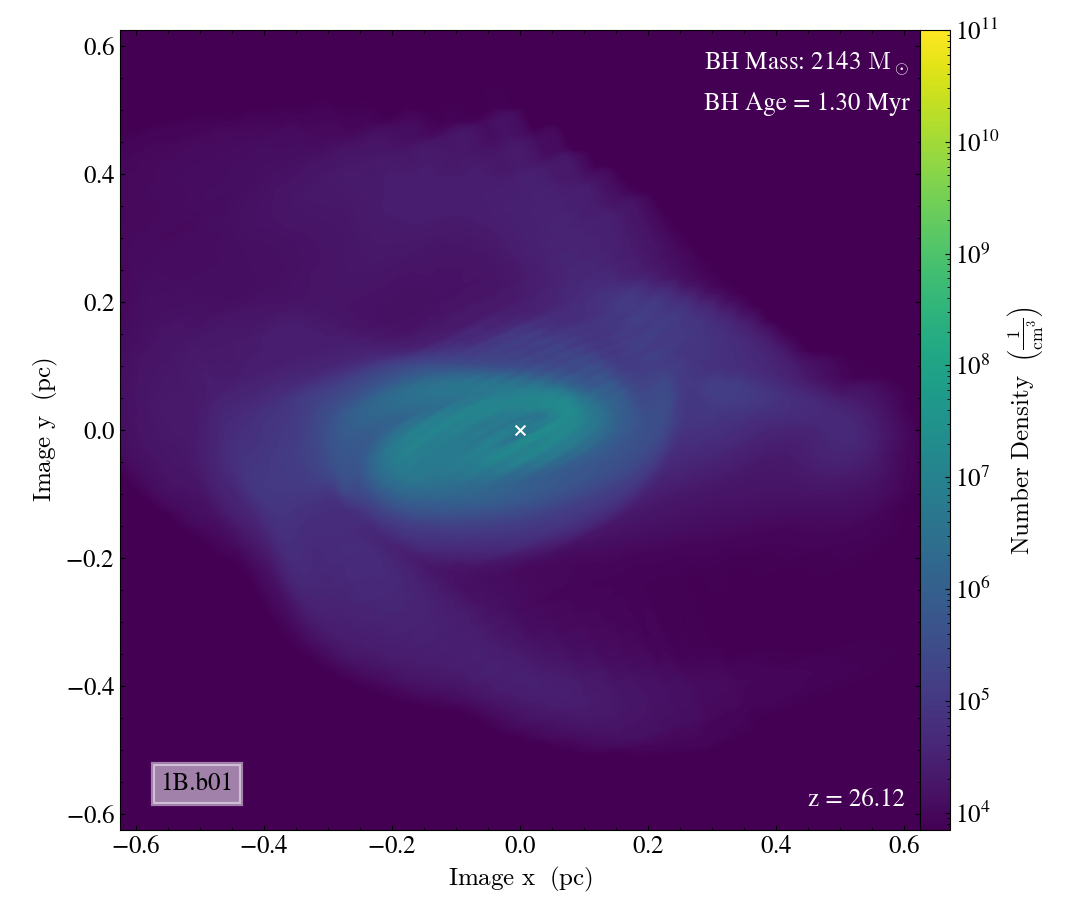 BH Mass: 2143 M⊙
BH Age = 1.30 Myr
0.6
0.4
0.2
0.0
−0.2
−0.4
−0.6
Image y (pc)
1B.b01
z = 26.12
−0.6 −0.4 −0.2 0.0 0.2 0.4 0.6
Image x (pc)
10¹¹
10¹⁰
10⁹
10⁸
10⁷
10⁶
10⁵
10⁴
Number Density (1/cm³)